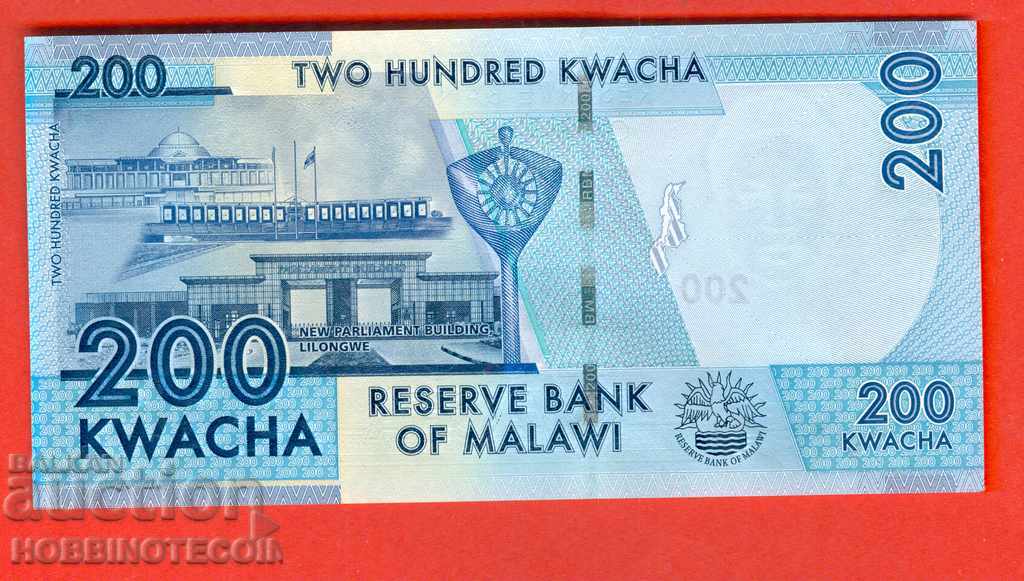 200
TWO HUNDRED KWACHA
200
TWO HUNDRED KWACHA
NEW PARLIAMENT BUILDING,
LILONGWE
200
KWACHA
RESERVE BANK
OF MALAWI
RESERVE BANK OF MALAWI
200
KWACHA
200
BALCAN
auction
HOBBINOTECOIN